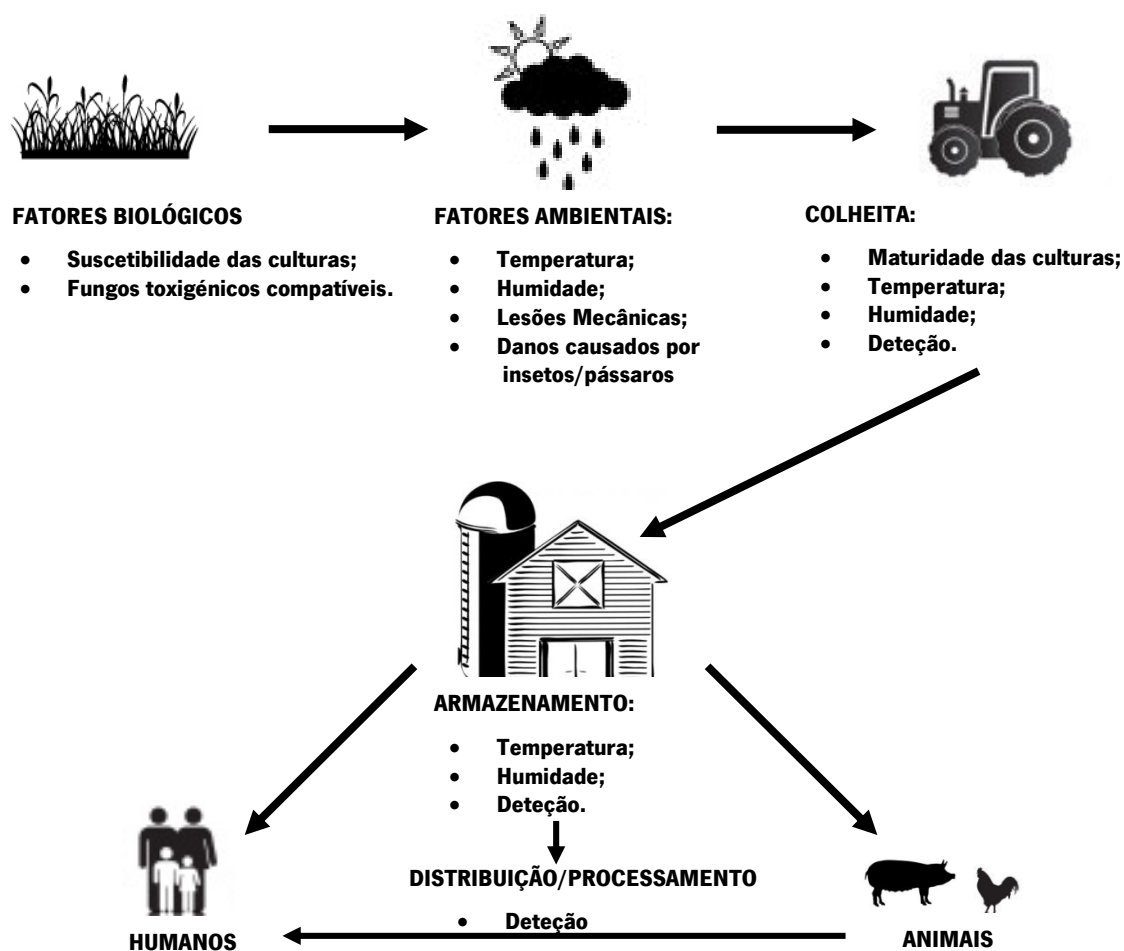 FATORES BIOLÓGICOS
• Suscetibilidade das culturas;
• Fungos toxigénicos compatíveis.
FATORES AMBIENTAIS:
• Temperatura;
• Humidade;
• Lesões Mecânicas;
• Danos causados por
insetos/pássaros
COLHEITA:
• Maturidade das culturas;
• Temperatura;
• Humidade;
• Deteção.
ARMAZENAMENTO:
• Temperatura;
• Humidade;
• Deteção.
DISTRIBUIÇÃO/PROCESSAMENTO
• Deteção
HUMANOS
ANIMAIS